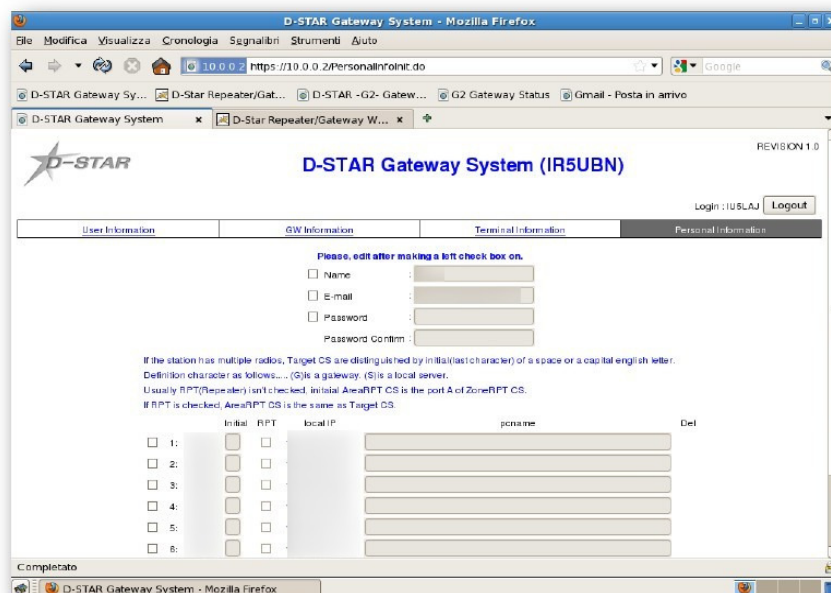 D-STAR Gateway System - Mozilla Firefox
File Modifica Visualizza Cronologia Segnalibri Strumenti Aiuto
10.0.0.2 https://10.0.0.2/PersonalInfoInit.do Google
D-STAR Gateway Sy... D-Star Repeater/Gat... D-STAR -G2- Gatew... G2 Gateway Status Gmail - Posta in arrivo
D-STAR Gateway System x D-Star Repeater/Gateway W... x
REVISION 1.0
D-STAR D-STAR Gateway System (IR5UBN)
Login : IU5LAJ Logout
User Information GW Information Terminal Information Personal Information
Please, edit after making a left check box on.
Name :
E-mail :
Password :
Password Confirm :
If the station has multiple radios, Target CS are distinguished by initial(last character) of a space or a capital english letter.
Definition character as follows..... (G)is a gateway. (S)is a local server.
Usually RPT(Repeater) isn't checked, initaial AreaRPT CS is the port A of ZoneRPT CS.
If RPT is checked, AreaRPT CS is the same as Target CS.
Initial RPT local IP pcname Del
1:
2:
3:
4:
5:
6:
Completato
D-STAR Gateway System - Mozilla Firefox